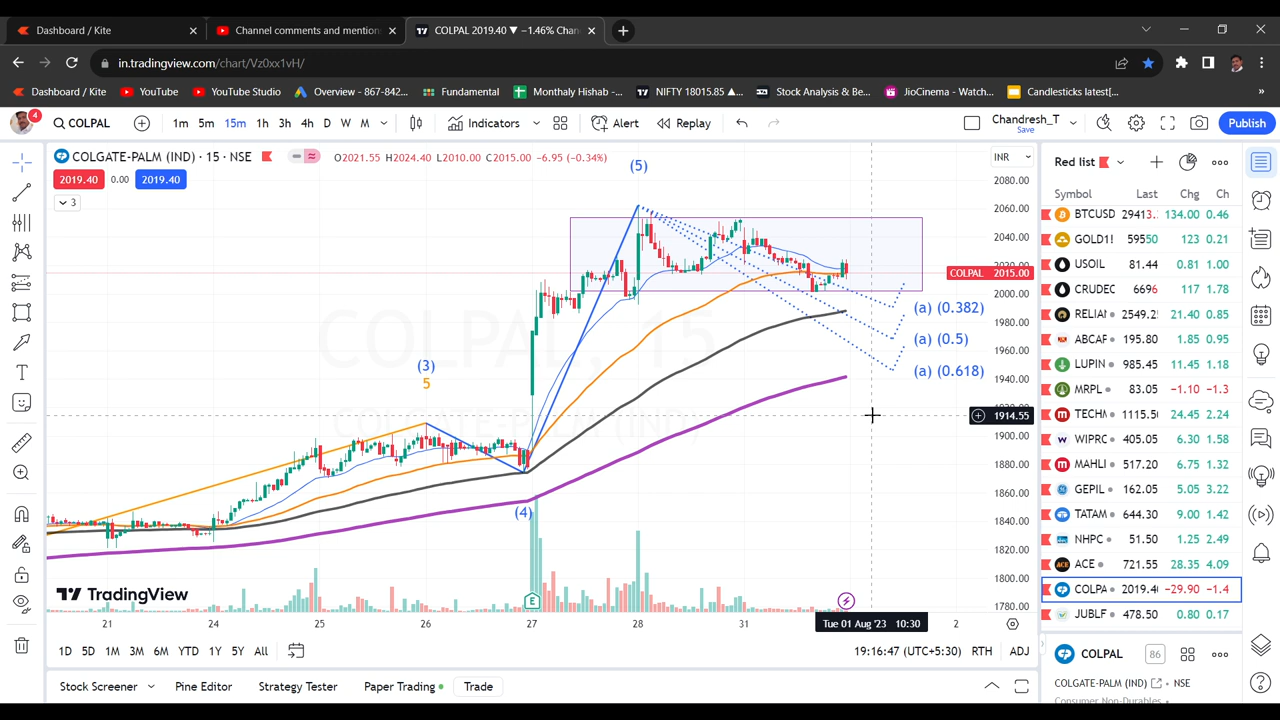 Dashboard / Kite
Channel comments and mention
COLPAL 2019.40 ▼ −1.46% Chan
in.tradingview.com/chart/Vz0xx1vH/
Dashboard / Kite
YouTube
YouTube Studio
Overview - 867-842...
Fundamental
Monthaly Hishab -...
NIFTY 18015.85 ▲...
Stock Analysis & Be...
JioCinema - Watch...
Candlesticks latest[...
»
4
COLPAL
1m 5m 15m 1h 3h 4h D W M
Indicators
Alert
Replay
Chandresh_T
Save
Publish
COLGATE-PALM (IND) · 15 · NSE
O2021.55 H2024.40 L2010.00 C2015.00 −6.95 (−0.34%)
2019.40 0.00 2019.40
3
INR
(5)
(3)
5
(4)
(a) (0.382)
(a) (0.5)
(a) (0.618)
COLPAL, 15
E
TradingView
2080.00
2060.00
2040.00
COLPAL 2015.00
2000.00
1980.00
1960.00
1940.00
1914.55
1900.00
1880.00
1860.00
1840.00
1820.00
1800.00
1780.00
21 24 25 26 27 28 31 Tue 01 Aug '23 10:30 2
1D 5D 1M 3M 6M YTD 1Y 5Y All
19:16:47 (UTC+5:30) RTH ADJ
Stock Screener
Pine Editor
Strategy Tester
Paper Trading
Trade
Red list
Symbol Last Chg Ch
BTCUSD 29413. 134.00 0.46
GOLD1! 59550 123 0.21
USOIL 81.44 0.81 1.00
CRUDEC 6696 117 1.78
RELIAN 2549.2 21.40 0.85
ABCAF 195.80 1.85 0.95
LUPIN 985.45 11.45 1.18
MRPL 83.05 −1.10 −1.3
TECHM 1115.50 24.45 2.24
WIPRC 405.05 6.30 1.58
MAHLI 517.20 6.75 1.32
GEPIL 162.05 5.05 3.22
TATAM 644.30 9.00 1.42
NHPC 51.50 1.25 2.49
ACE 721.55 28.35 4.09
COLPA 2019.40 −29.90 −1.4
JUBLF 478.50 0.80 0.17
COLPAL
86
COLGATE-PALM (IND) · NSE
Consumer Non-Durables